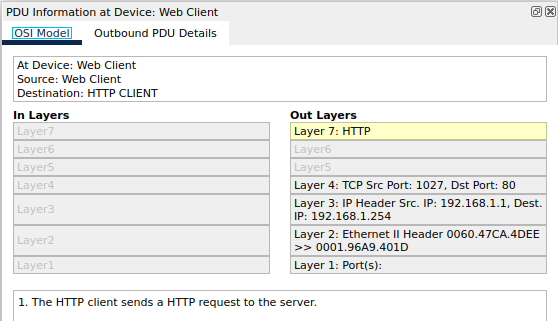 PDU Information at Device: Web Client
OSI Model Outbound PDU Details
At Device: Web Client
Source: Web Client
Destination: HTTP CLIENT
In Layers
Layer7
Layer6
Layer5
Layer4
Layer3
Layer2
Layer1
Out Layers
Layer 7: HTTP
Layer6
Layer5
Layer 4: TCP Src Port: 1027, Dst Port: 80
Layer 3: IP Header Src. IP: 192.168.1.1, Dest.
IP: 192.168.1.254
Layer 2: Ethernet II Header 0060.47CA.4DEE
>> 0001.96A9.401D
Layer 1: Port(s):
1. The HTTP client sends a HTTP request to the server.